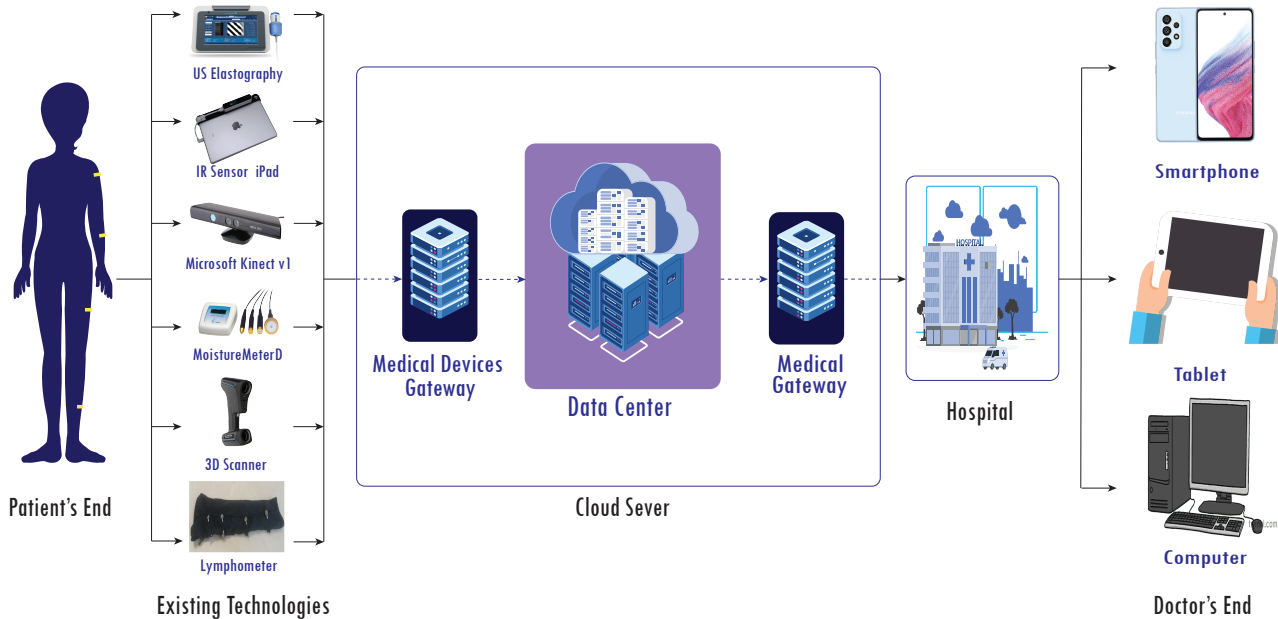 US Elastography
IR Sensor iPad
Microsoft Kinect v1
MoistureMeterD
3D Scanner
Lymphometer
Patient's End
Existing Technologies
Medical Devices
Gateway
Data Center
Medical
Gateway
Cloud Sever
HOSPITAL
Hospital
Smartphone
Tablet
Computer
Doctor's End